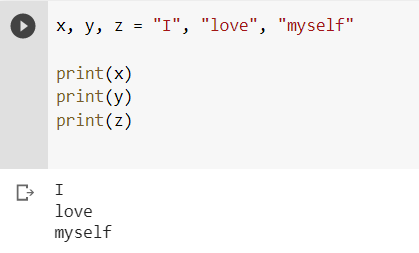 x, y, z = "I", "love", "myself"
print(x)
print(y)
print(z)
I
love
myself